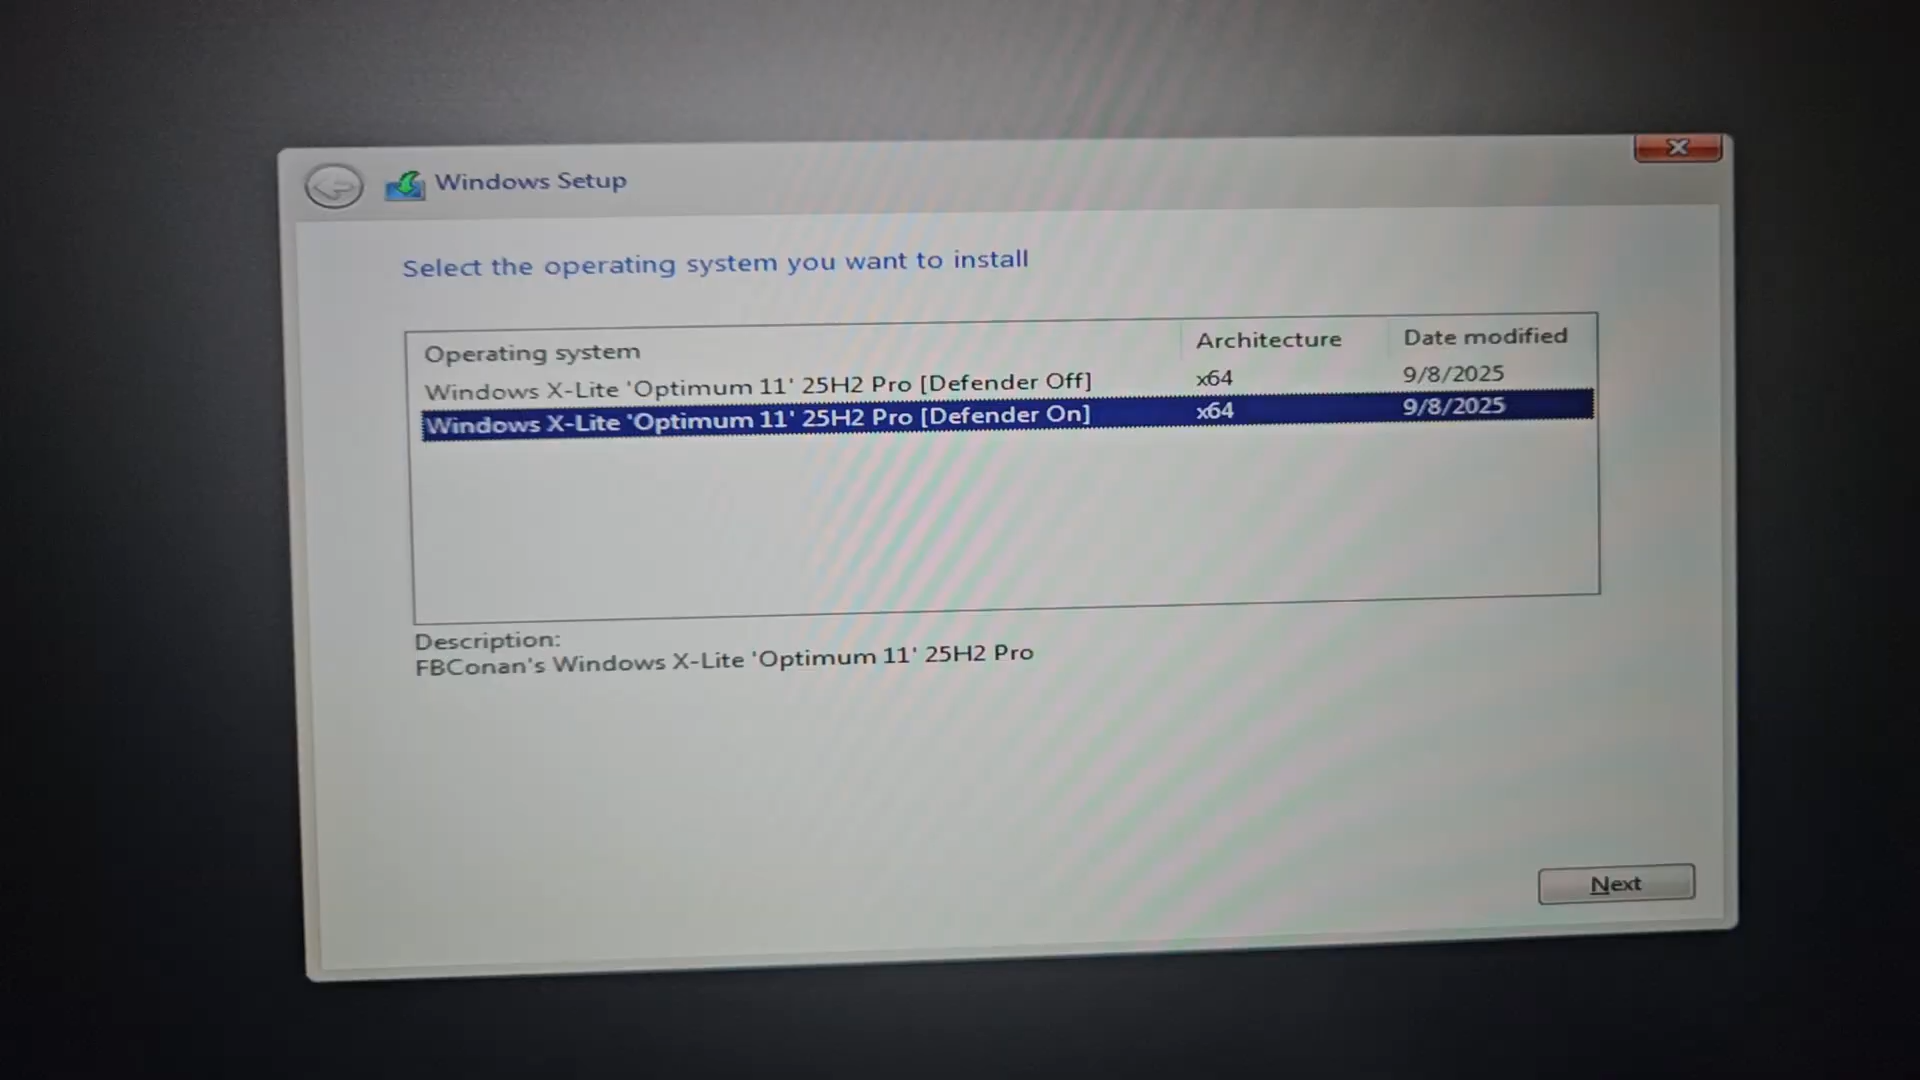 Windows Setup
Select the operating system you want to install
Operating system Architecture Date modified
Windows X-Lite 'Optimum 11' 25H2 Pro [Defender Off] x64 9/8/2025
Windows X-Lite 'Optimum 11' 25H2 Pro [Defender On] x64 9/8/2025
Description:
FBConan's Windows X-Lite 'Optimum 11' 25H2 Pro
Next